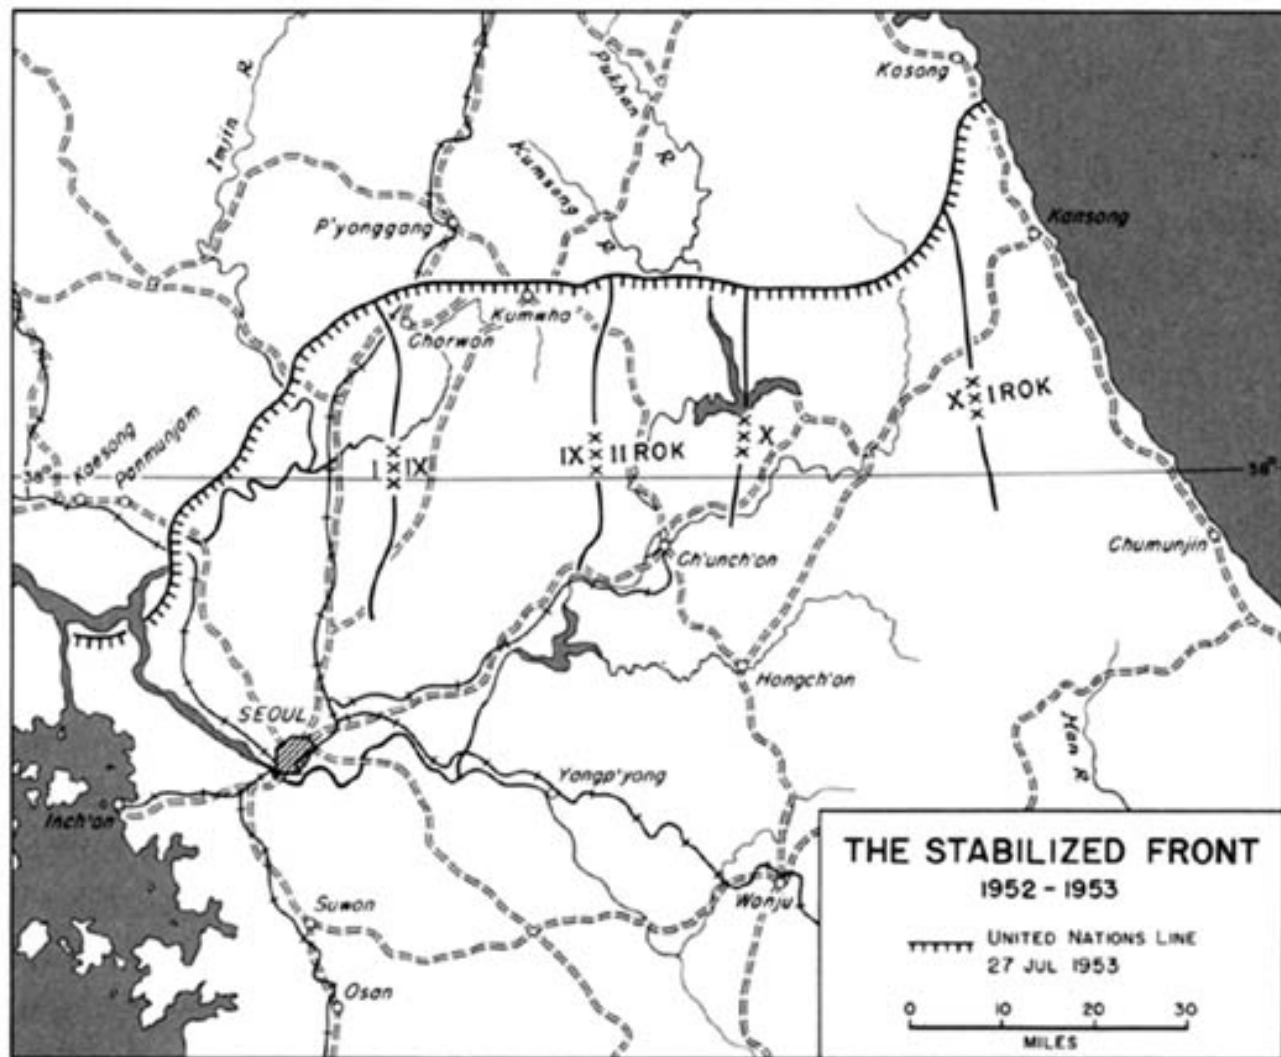 Kosong
Pukhan R
Imjin R
Kumsong R
P'yonggang
Kansong
Kumwha
Chorwon
X XXX I ROK
Kaesong
Panmunjom
I XXX IX
IX XXX II ROK
XXX X
38°
38°
Ch'unch'on
Chumunjin
Hongch'on
SEOUL
Han R
Yangp'yong
Inch'on
Wonju
Suwon
Osan
THE STABILIZED FRONT
1952 - 1953
UNITED NATIONS LINE
27 JUL 1953
0 10 20 30
MILES